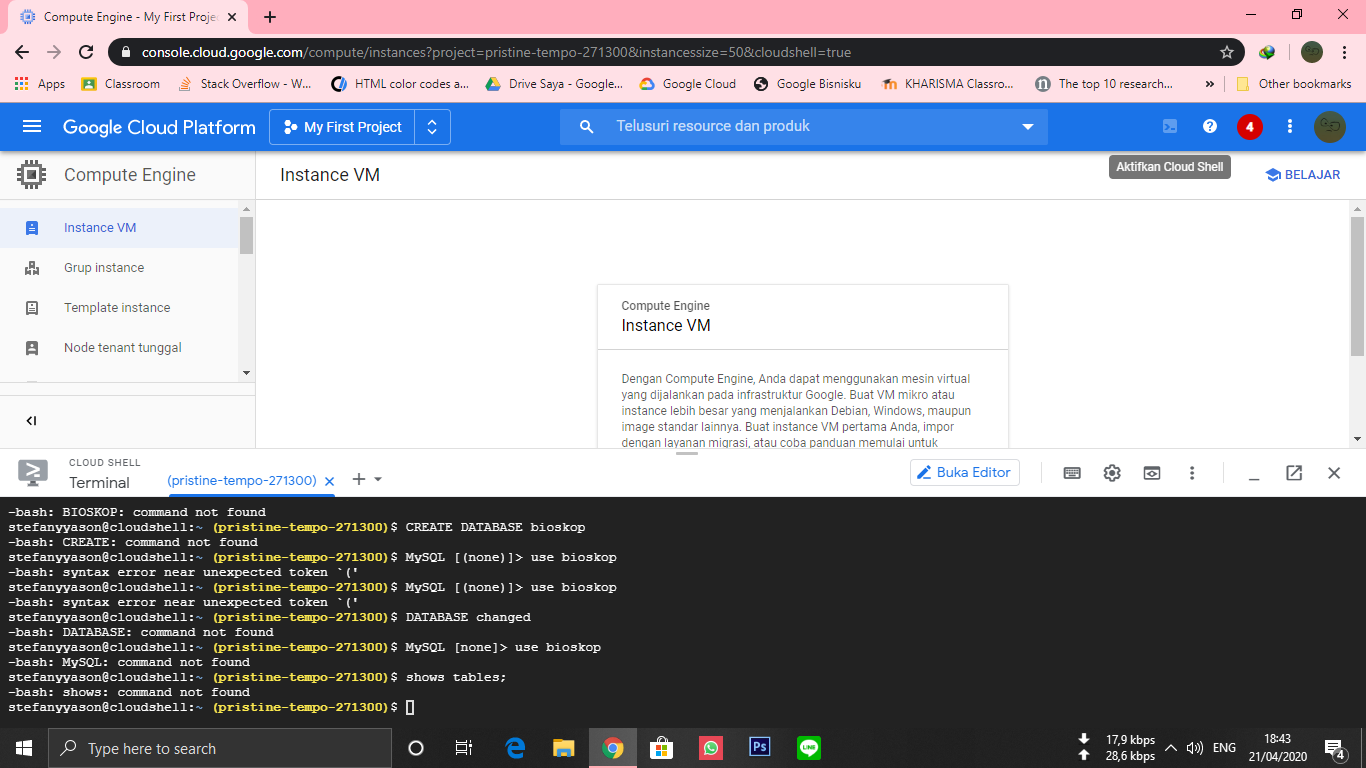 Compute Engine - My First Proje
console.cloud.google.com/compute/instances?project=pristine-tempo-271300&instancessize=50&cloudshell=true
Apps
Classroom
Stack Overflow - W...
HTML color codes a...
Drive Saya - Google...
Google Cloud
Google Bisnisku
KHARISMA Classro...
The top 10 research...
»
Other bookmarks
Google Cloud Platform
My First Project
Telusuri resource dan produk
4
Compute Engine
Instance VM
Aktifkan Cloud Shell
BELAJAR
Instance VM
Grup instance
Template instance
Node tenant tunggal
Compute Engine
Instance VM
Dengan Compute Engine, Anda dapat menggunakan mesin virtual
yang dijalankan pada infrastruktur Google. Buat VM mikro atau
instance lebih besar yang menjalankan Debian, Windows, maupun
image standar lainnya. Buat instance VM pertama Anda, impor
dengan layanan migrasi, atau coba panduan memulai untuk
CLOUD SHELL
Terminal
(pristine-tempo-271300)
Buka Editor
-bash: BIOSKOP: command not found
stefanyyason@cloudshell:~ (pristine-tempo-271300)$ CREATE DATABASE bioskop
-bash: CREATE: command not found
stefanyyason@cloudshell:~ (pristine-tempo-271300)$ MySQL [(none)]> use bioskop
-bash: syntax error near unexpected token `('
stefanyyason@cloudshell:~ (pristine-tempo-271300)$ MySQL [(none)]> use bioskop
-bash: syntax error near unexpected token `('
stefanyyason@cloudshell:~ (pristine-tempo-271300)$ DATABASE changed
-bash: DATABASE: command not found
stefanyyason@cloudshell:~ (pristine-tempo-271300)$ MySQL [none]> use bioskop
-bash: MySQL: command not found
stefanyyason@cloudshell:~ (pristine-tempo-271300)$ shows tables;
-bash: shows: command not found
stefanyyason@cloudshell:~ (pristine-tempo-271300)$
Type here to search
Ps
LINE
17,9 kbps
28,6 kbps
ENG
18:43
21/04/2020
4